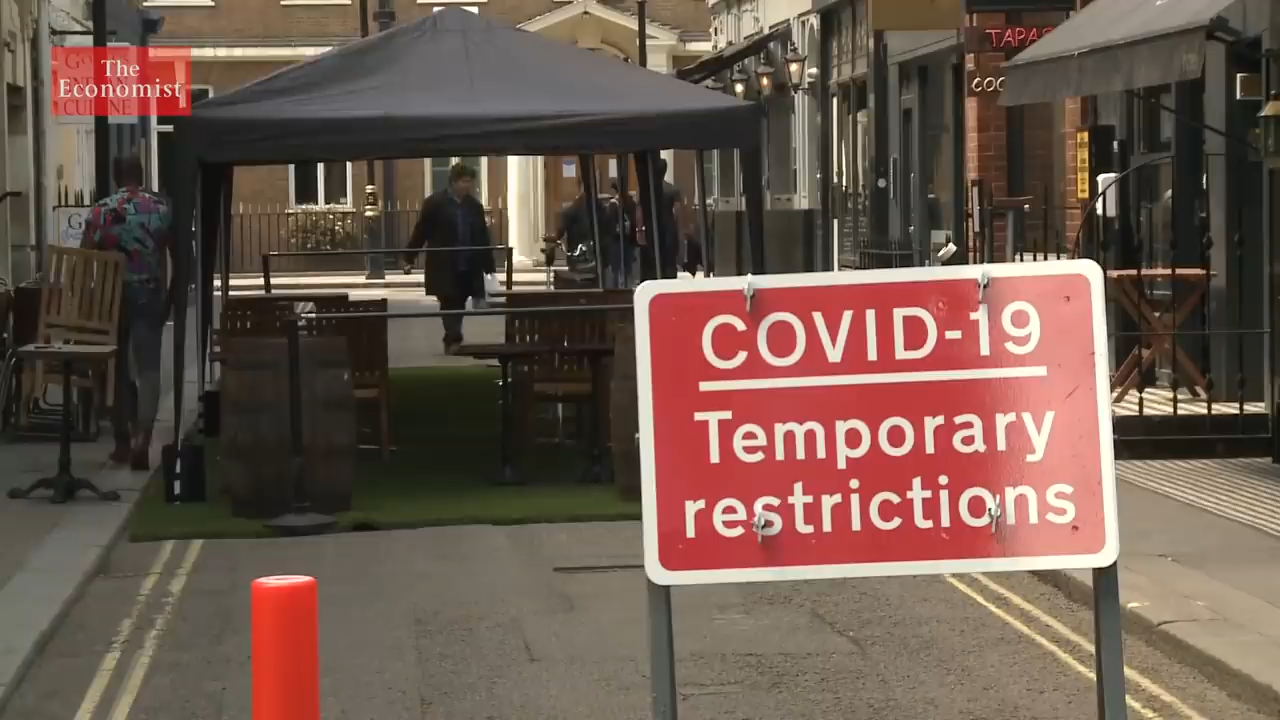 The
Economist
TAPAS
COVID-19
Temporary
restrictions